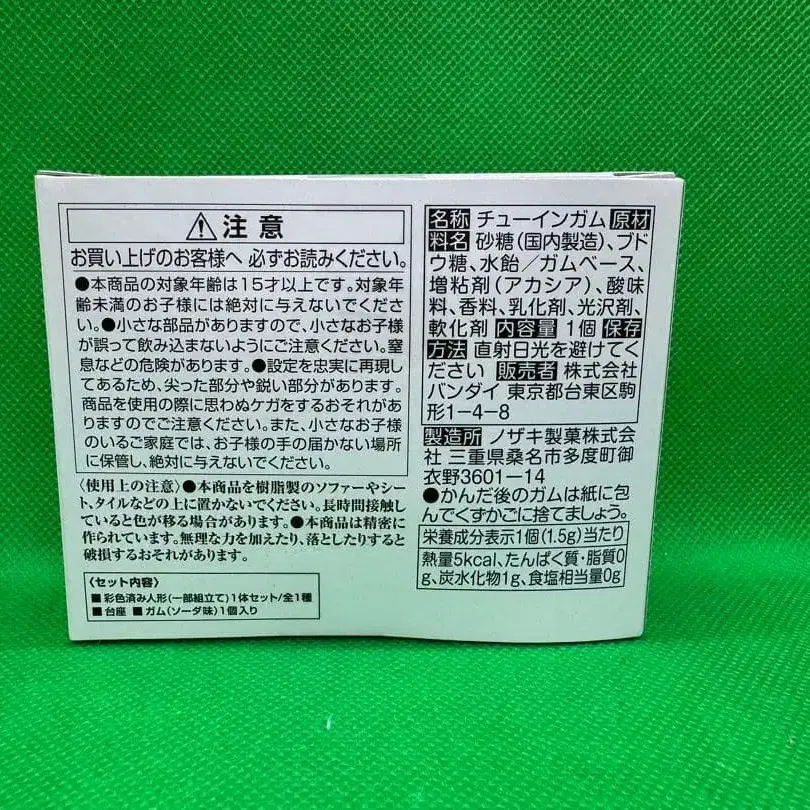 ⚠注意
お買い上げのお客様へ 必ずお読みください。
●本商品の対象年齢は15才以上です。対象年
齢未満のお子様には絶対に与えないでくださ
い。●小さな部品がありますので、小さなお子様
が誤って飲み込まないようにご注意ください。窒
息などの危険があります。●設定を忠実に再現し
てあるため、尖った部分や鋭い部分があります。
商品を使用の際に思わぬケガをするおそれがあり
ますのでご注意ください。また、小さなお子様
のいるご家庭では、お子様の手の届かない場所
に保管し、絶対に与えないでください。
〈使用上の注意〉●本商品を樹脂製のソファーやシー
ト、タイルなどの上に置かないでください。長時間接触し
ていると色が移る場合があります。●本商品は精密に
作られています。無理な力を加えたり、落としたりすると
破損するおそれがあります。
〈セット内容〉
■彩色済み人形(一部組立て)1体セット/全1種
■台座 ■ガム(ソーダ味)1個入り
名称 チューインガム 原材
料名 砂糖(国内製造)、ブド
ウ糖、水飴/ガムベース、
増粘剤(アカシア)、酸味
料、香料、乳化剤、光沢剤、
軟化剤 内容量 1個 保存
方法 直射日光を避けてく
ださい 販売者 株式会社
バンダイ 東京都台東区駒
形1-4-8
製造所 ノザキ製菓株式会
社 三重県桑名市多度町御
衣野3601-14
●かんだ後のガムは紙に包
んでくずかごに捨てましょう。
栄養成分表示1個(1.5g)当たり
熱量5kcal、たんぱく質・脂質0
g、炭水化物1g、食塩相当量0g